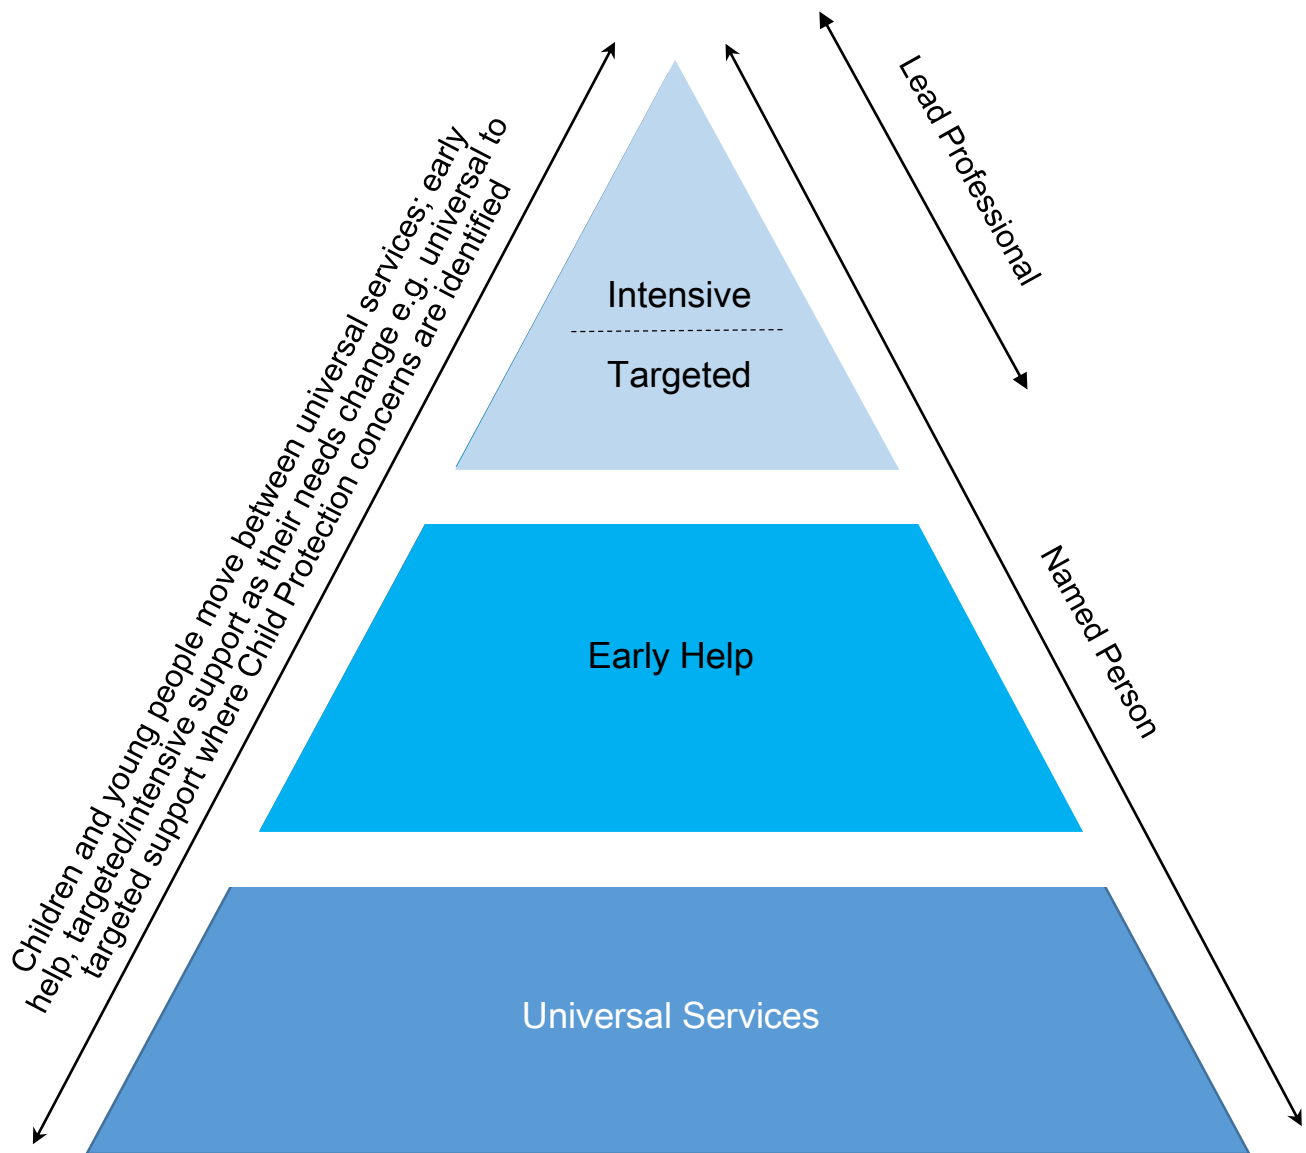 Children and young people move between universal services; early
help, targeted/intensive support as their needs change e.g. universal to
targeted support where Child Protection concerns are identified
Lead Professional
Intensive
Targeted
Named Person
Early Help
Universal Services